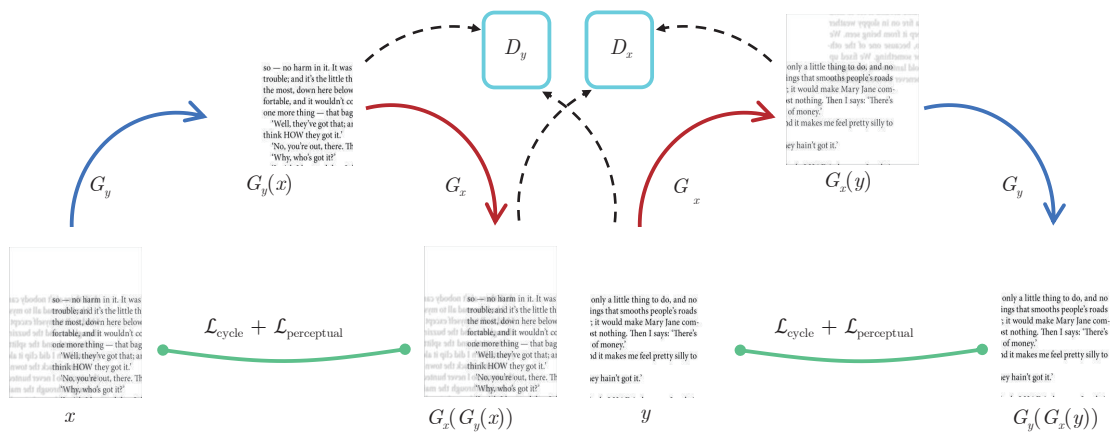 so — no harm in it. It was
trouble; and it's the little th
the most, down here below
fortable, and it wouldn't cc
one more thing — that bag
'Well, they've got that; ar
think HOW they got it.'
'No, you're out, there. Th
'Why, who's got it?'
G_y(x)
D_y
D_x
only a little thing to do, and no
ings that smooths people's roads
; it would make Mary Jane com-
ost nothing. Then I says: 'There's
of money.'
nd it makes me feel pretty silly to
ey hain't got it.'
G_x(y)
G_y
G_x
G_x
G_y
so — no harm in it. It was
trouble; and it's the little th
the most, down here below
fortable, and it wouldn't cc
one more thing — that bag
'Well, they've got that; ar
think HOW they got it.'
'No, you're out, there. Th
'Why, who's got it?'
x
ℒ_cycle + ℒ_perceptual
so — no harm in it. It was
trouble; and it's the little th
the most, down here below
fortable, and it wouldn't cc
one more thing — that bag
'Well, they've got that; ar
think HOW they got it.'
'No, you're out, there. Th
'Why, who's got it?'
G_x(G_y(x))
only a little thing to do, and no
ings that smooths people's roads
; it would make Mary Jane com-
ost nothing. Then I says: 'There's
of money.'
nd it makes me feel pretty silly to
ey hain't got it.'
y
ℒ_cycle + ℒ_perceptual
only a little thing to do, and no
ings that smooths people's roads
; it would make Mary Jane com-
ost nothing. Then I says: 'There's
of money.'
nd it makes me feel pretty silly to
ey hain't got it.'
G_y(G_x(y))